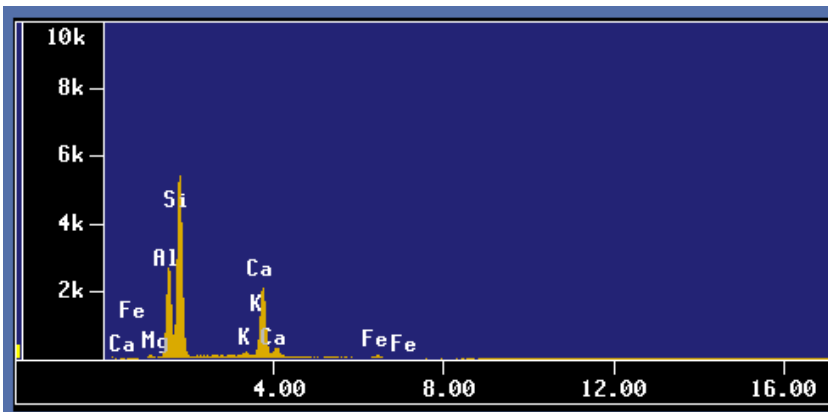 10k
8k
6k
Si
4k
Al
Ca
2k
K
Fe
Ca Mg K Ca Fe Fe
4.00 8.00 12.00 16.00